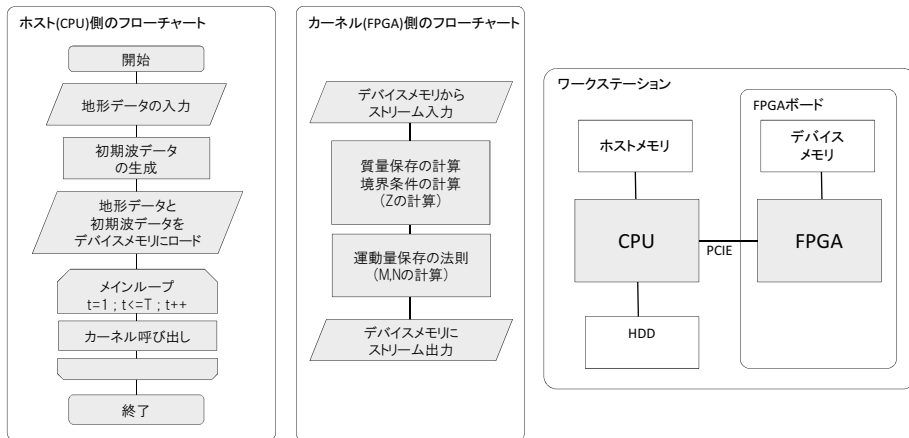 ホスト(CPU)側のフローチャート
開始
地形データの入力
初期波データ
の生成
地形データと
初期波データを
デバイスメモリにロード
メインループ
t=1 ; t<=T ; t++
カーネル呼び出し
終了
カーネル(FPGA)側のフローチャート
デバイスメモリから
ストリーム入力
質量保存の計算
境界条件の計算
(Zの計算)
運動量保存の法則
(M,Nの計算)
デバイスメモリに
ストリーム出力
ワークステーション
FPGAボード
ホストメモリ
デバイス
メモリ
CPU
PCIE
FPGA
HDD